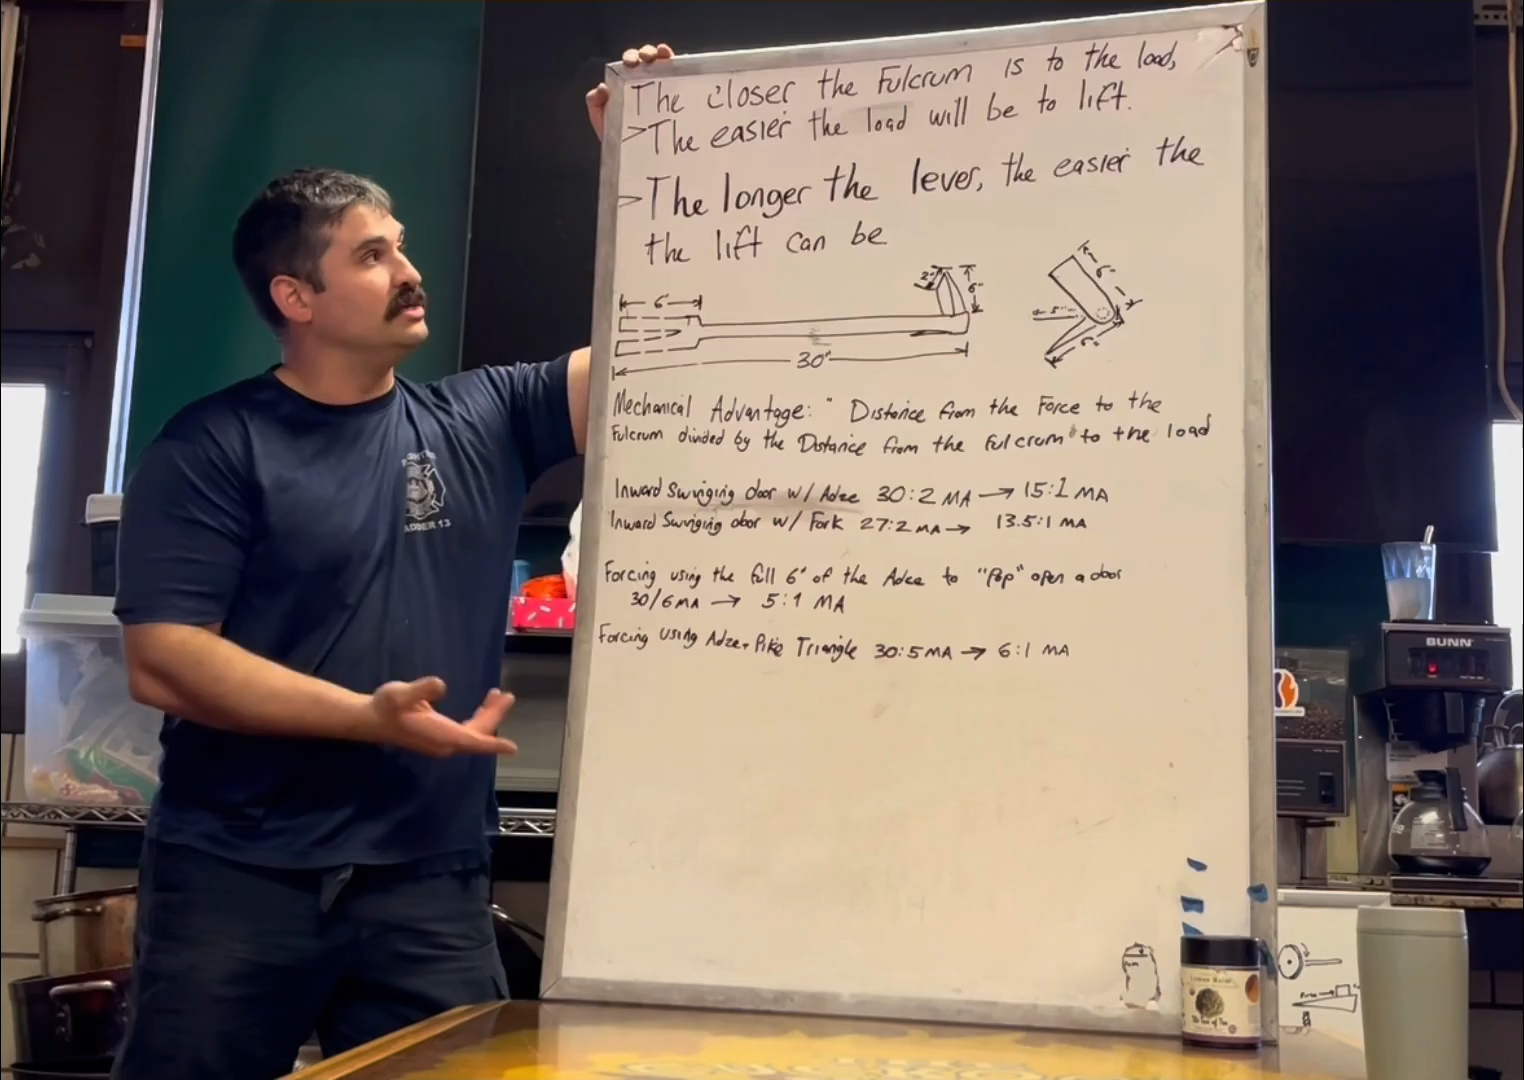 The closer the Fulcrum is to the load,
>The easier the load will be to lift.
>The longer the lever, the easier the
the lift can be
6"
2"
6"
30"
6"
5"
6"
Mechanical Advantage: " Distance from the Force to the
Fulcrum divided by the Distance from the fulcrum" to the load
Inward Swinging door w/ Adze 30:2 MA → 15:1 MA
Inward Swinging door w/ Fork 27:2 MA → 13.5:1 MA
Forcing using the full 6" of the Adze to "Pop" open a door
30/6 MA → 5:1 MA
Forcing using Adze + Pike Triangle 30:5 MA → 6:1 MA
LADDER 13
BUNN